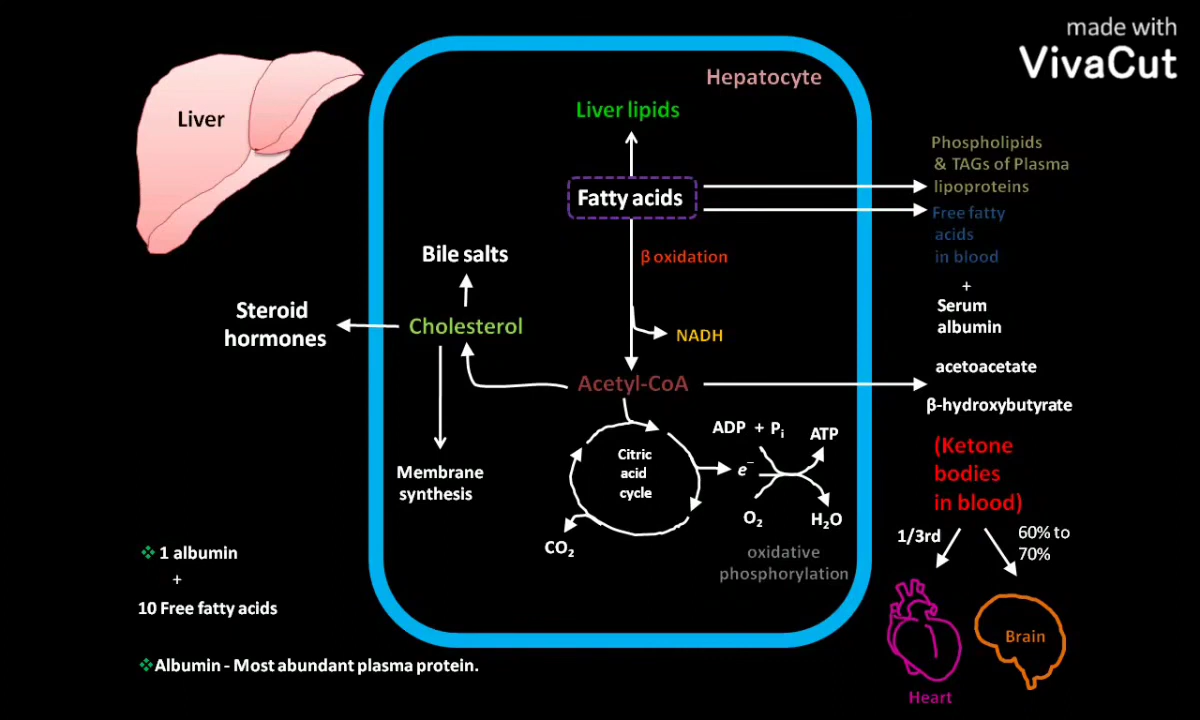 made with
VivaCut
Hepatocyte
Liver
Liver lipids
Fatty acids
Phospholipids
& TAGs of Plasma
lipoproteins
Free fatty
acids
in blood
+
Serum
albumin
β oxidation
Bile salts
Steroid
hormones
Cholesterol
NADH
Acetyl-CoA
acetoacetate
β-hydroxybutyrate
Membrane
synthesis
Citric
acid
cycle
CO₂
ADP + Pᵢ
ATP
e⁻
O₂
H₂O
oxidative
phosphorylation
(Ketone
bodies
in blood)
1/3rd
60% to
70%
Heart
Brain
❖ 1 albumin
+
10 Free fatty acids
❖Albumin - Most abundant plasma protein.